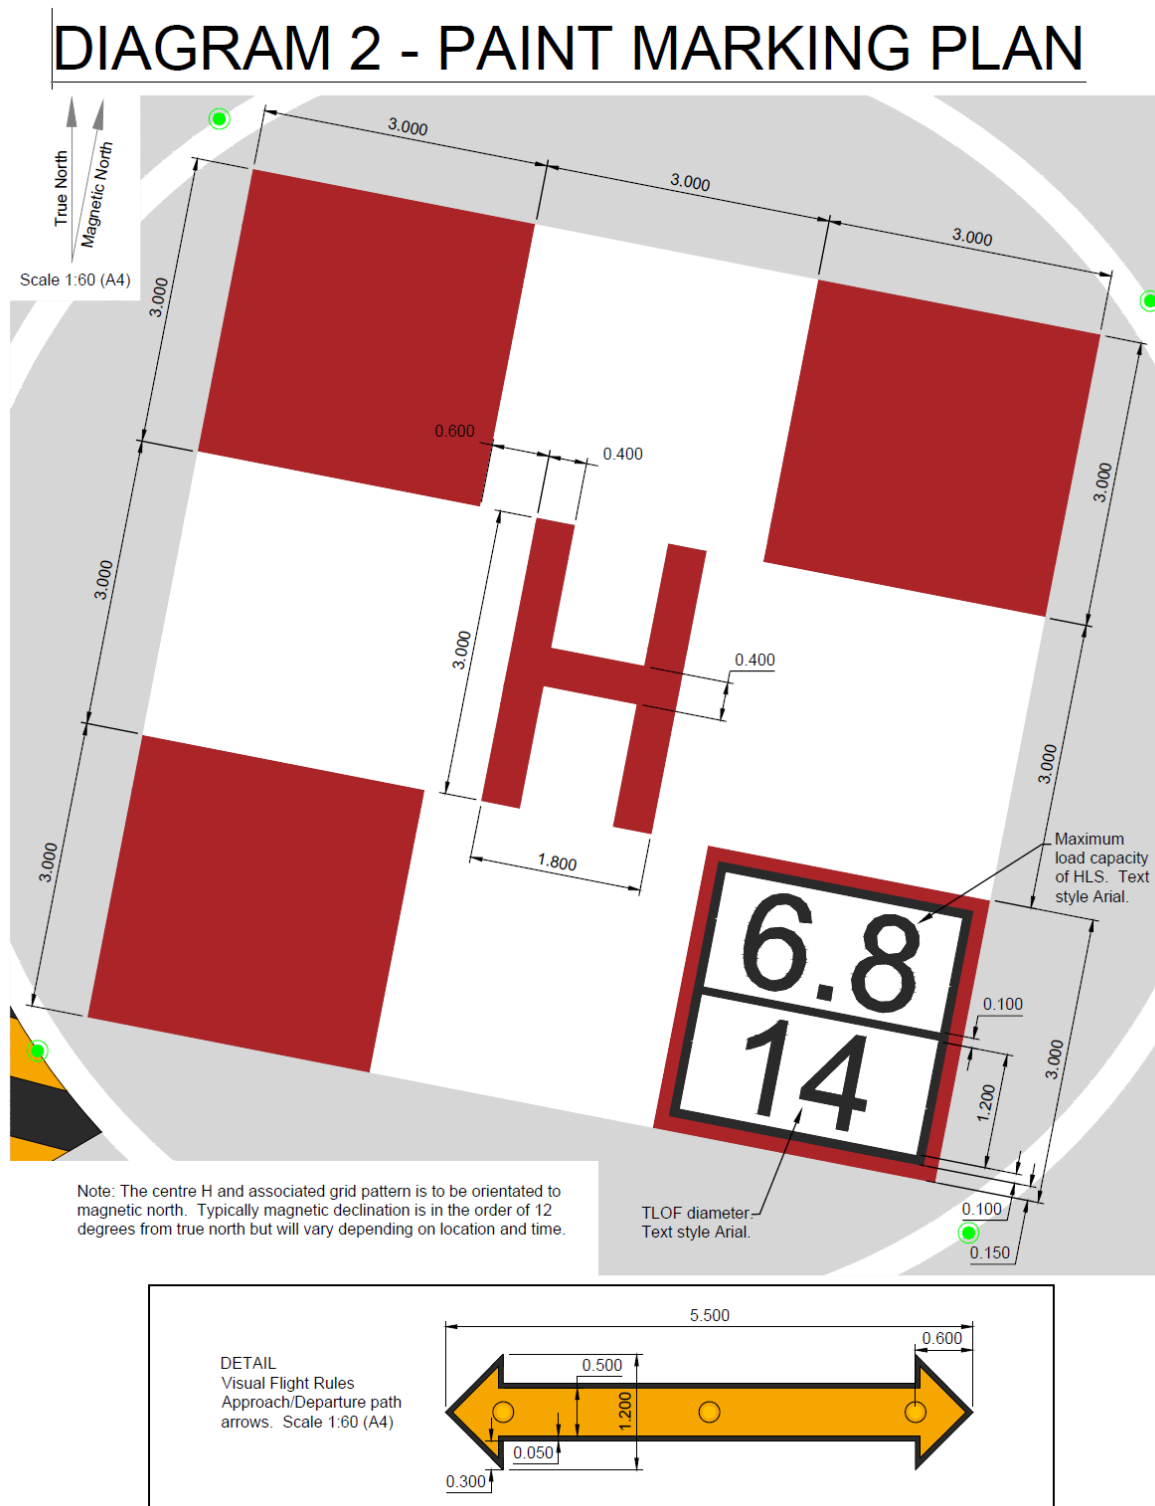 DIAGRAM 2 - PAINT MARKING PLAN
True North
Magnetic North
Scale 1:60 (A4)
3.000
3.000
3.000
3.000
3.000
3.000
0.600
0.400
3.000
3.000
0.400
1.800
3.000
3.000
Maximum
load capacity
of HLS. Text
style Arial.
6.8
14
0.100
3.000
1.200
0.100
0.150
TLOF diameter.
Text style Arial.
Note: The centre H and associated grid pattern is to be orientated to
magnetic north. Typically magnetic declination is in the order of 12
degrees from true north but will vary depending on location and time.
H
DETAIL
Visual Flight Rules
Approach/Departure path
arrows. Scale 1:60 (A4)
5.500
0.600
0.500
1.200
0.050
0.300